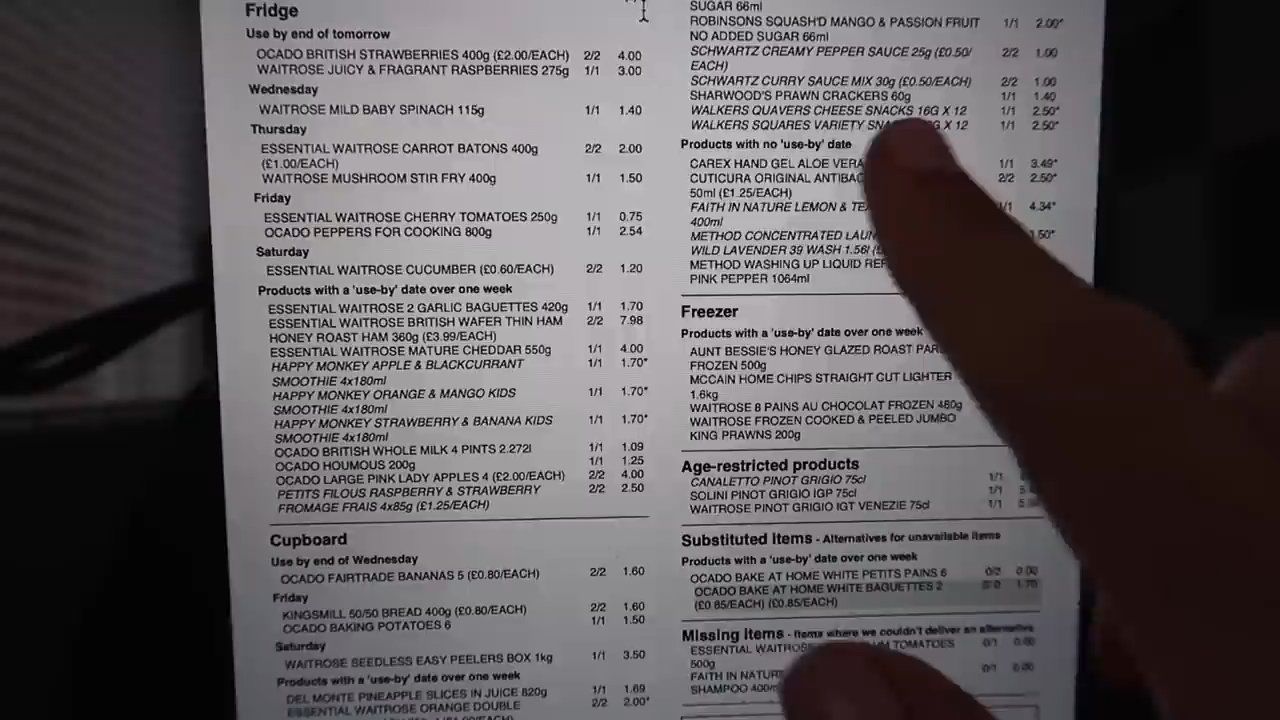 Fridge
Use by end of tomorrow
OCADO BRITISH STRAWBERRIES 400g (£2.00/EACH) 2/2 4.00
WAITROSE JUICY & FRAGRANT RASPBERRIES 275g 1/1 3.00
Wednesday
WAITROSE MILD BABY SPINACH 115g 1/1 1.40
Thursday
ESSENTIAL WAITROSE CARROT BATONS 400g 2/2 2.00
(£1.00/EACH)
WAITROSE MUSHROOM STIR FRY 400g 1/1 1.50
Friday
ESSENTIAL WAITROSE CHERRY TOMATOES 250g 1/1 0.75
OCADO PEPPERS FOR COOKING 800g 1/1 2.54
Saturday
ESSENTIAL WAITROSE CUCUMBER (£0.60/EACH) 2/2 1.20
Products with a 'use-by' date over one week
ESSENTIAL WAITROSE 2 GARLIC BAGUETTES 420g 1/1 1.70
ESSENTIAL WAITROSE BRITISH WAFER THIN HAM 2/2 7.98
HONEY ROAST HAM 360g (£3.99/EACH)
ESSENTIAL WAITROSE MATURE CHEDDAR 550g 1/1 4.00
HAPPY MONKEY APPLE & BLACKCURRANT 1/1 1.70*
SMOOTHIE 4x180ml
HAPPY MONKEY ORANGE & MANGO KIDS 1/1 1.70*
SMOOTHIE 4x180ml
HAPPY MONKEY STRAWBERRY & BANANA KIDS 1/1 1.70*
SMOOTHIE 4x180ml
OCADO BRITISH WHOLE MILK 4 PINTS 2.272l 1/1 1.09
OCADO HOUMOUS 200g 1/1 1.25
OCADO LARGE PINK LADY APPLES 4 (£2.00/EACH) 2/2 4.00
PETITS FILOUS RASPBERRY & STRAWBERRY 2/2 2.50
FROMAGE FRAIS 4x85g (£1.25/EACH)
Cupboard
Use by end of Wednesday
OCADO FAIRTRADE BANANAS 5 (£0.80/EACH) 2/2 1.60
Friday
KINGSMILL 50/50 BREAD 400g (£0.80/EACH) 2/2 1.60
OCADO BAKING POTATOES 6 1/1 1.50
Saturday
WAITROSE SEEDLESS EASY PEELERS BOX 1kg 1/1 3.50
Products with a 'use-by' date over one week
DEL MONTE PINEAPPLE SLICES IN JUICE 820g 1/1 1.69
ESSENTIAL WAITROSE ORANGE DOUBLE 2/2 2.00*
SUGAR 66ml
ROBINSONS SQUASH'D MANGO & PASSION FRUIT 1/1 2.00*
NO ADDED SUGAR 66ml
SCHWARTZ CREAMY PEPPER SAUCE 25g (£0.50/ 2/2 1.00
EACH)
SCHWARTZ CURRY SAUCE MIX 30g (£0.50/EACH) 2/2 1.00
SHARWOOD'S PRAWN CRACKERS 60g 1/1 1.40
WALKERS QUAVERS CHEESE SNACKS 16G X 12 1/1 2.50*
WALKERS SQUARES VARIETY X 12 1/1 2.50*
Products with no 'use-by' date
CAREX HAND GEL ALOE VERA 1/1 3.49*
CUTICURA ORIGINAL 2/2 2.50*
50ml (£1.25/EACH)
FAITH IN NATURE LEMON & 4.34*
400ml
METHOD CONCENTRATED
WILD LAVENDER 39 WASH
METHOD WASHING UP LIQUID
PINK PEPPER 1064ml
Freezer
Products with a 'use-by' date over one week
AUNT BESSIE'S HONEY GLAZED ROAST
FROZEN 500g
MCCAIN HOME CHIPS STRAIGHT CUT LIGHTER
1.6kg
WAITROSE 8 PAINS AU CHOCOLAT FROZEN 480g
WAITROSE FROZEN COOKED & PEELED JUMBO
KING PRAWNS 200g
Age-restricted products
CANALETTO PINOT GRIGIO 75cl 1/1
SOLINI PINOT GRIGIO IGP 75cl 1/1
WAITROSE PINOT GRIGIO IGT VENEZIE 75cl 1/1
Substituted Items - Alternatives for unavailable items
Products with a 'use-by' date over one week
OCADO BAKE AT HOME WHITE PETITS PAINS 6 0/2 0.00
OCADO BAKE AT HOME WHITE BAGUETTES 2 1.70
(£0.85/EACH) (£0.85/EACH)
Missing Items - Items where we couldn't deliver an alternative
ESSENTIAL TOMATOES 0/1 0.00
500g
FAITH IN 0/1 0.00
SHAMPOO